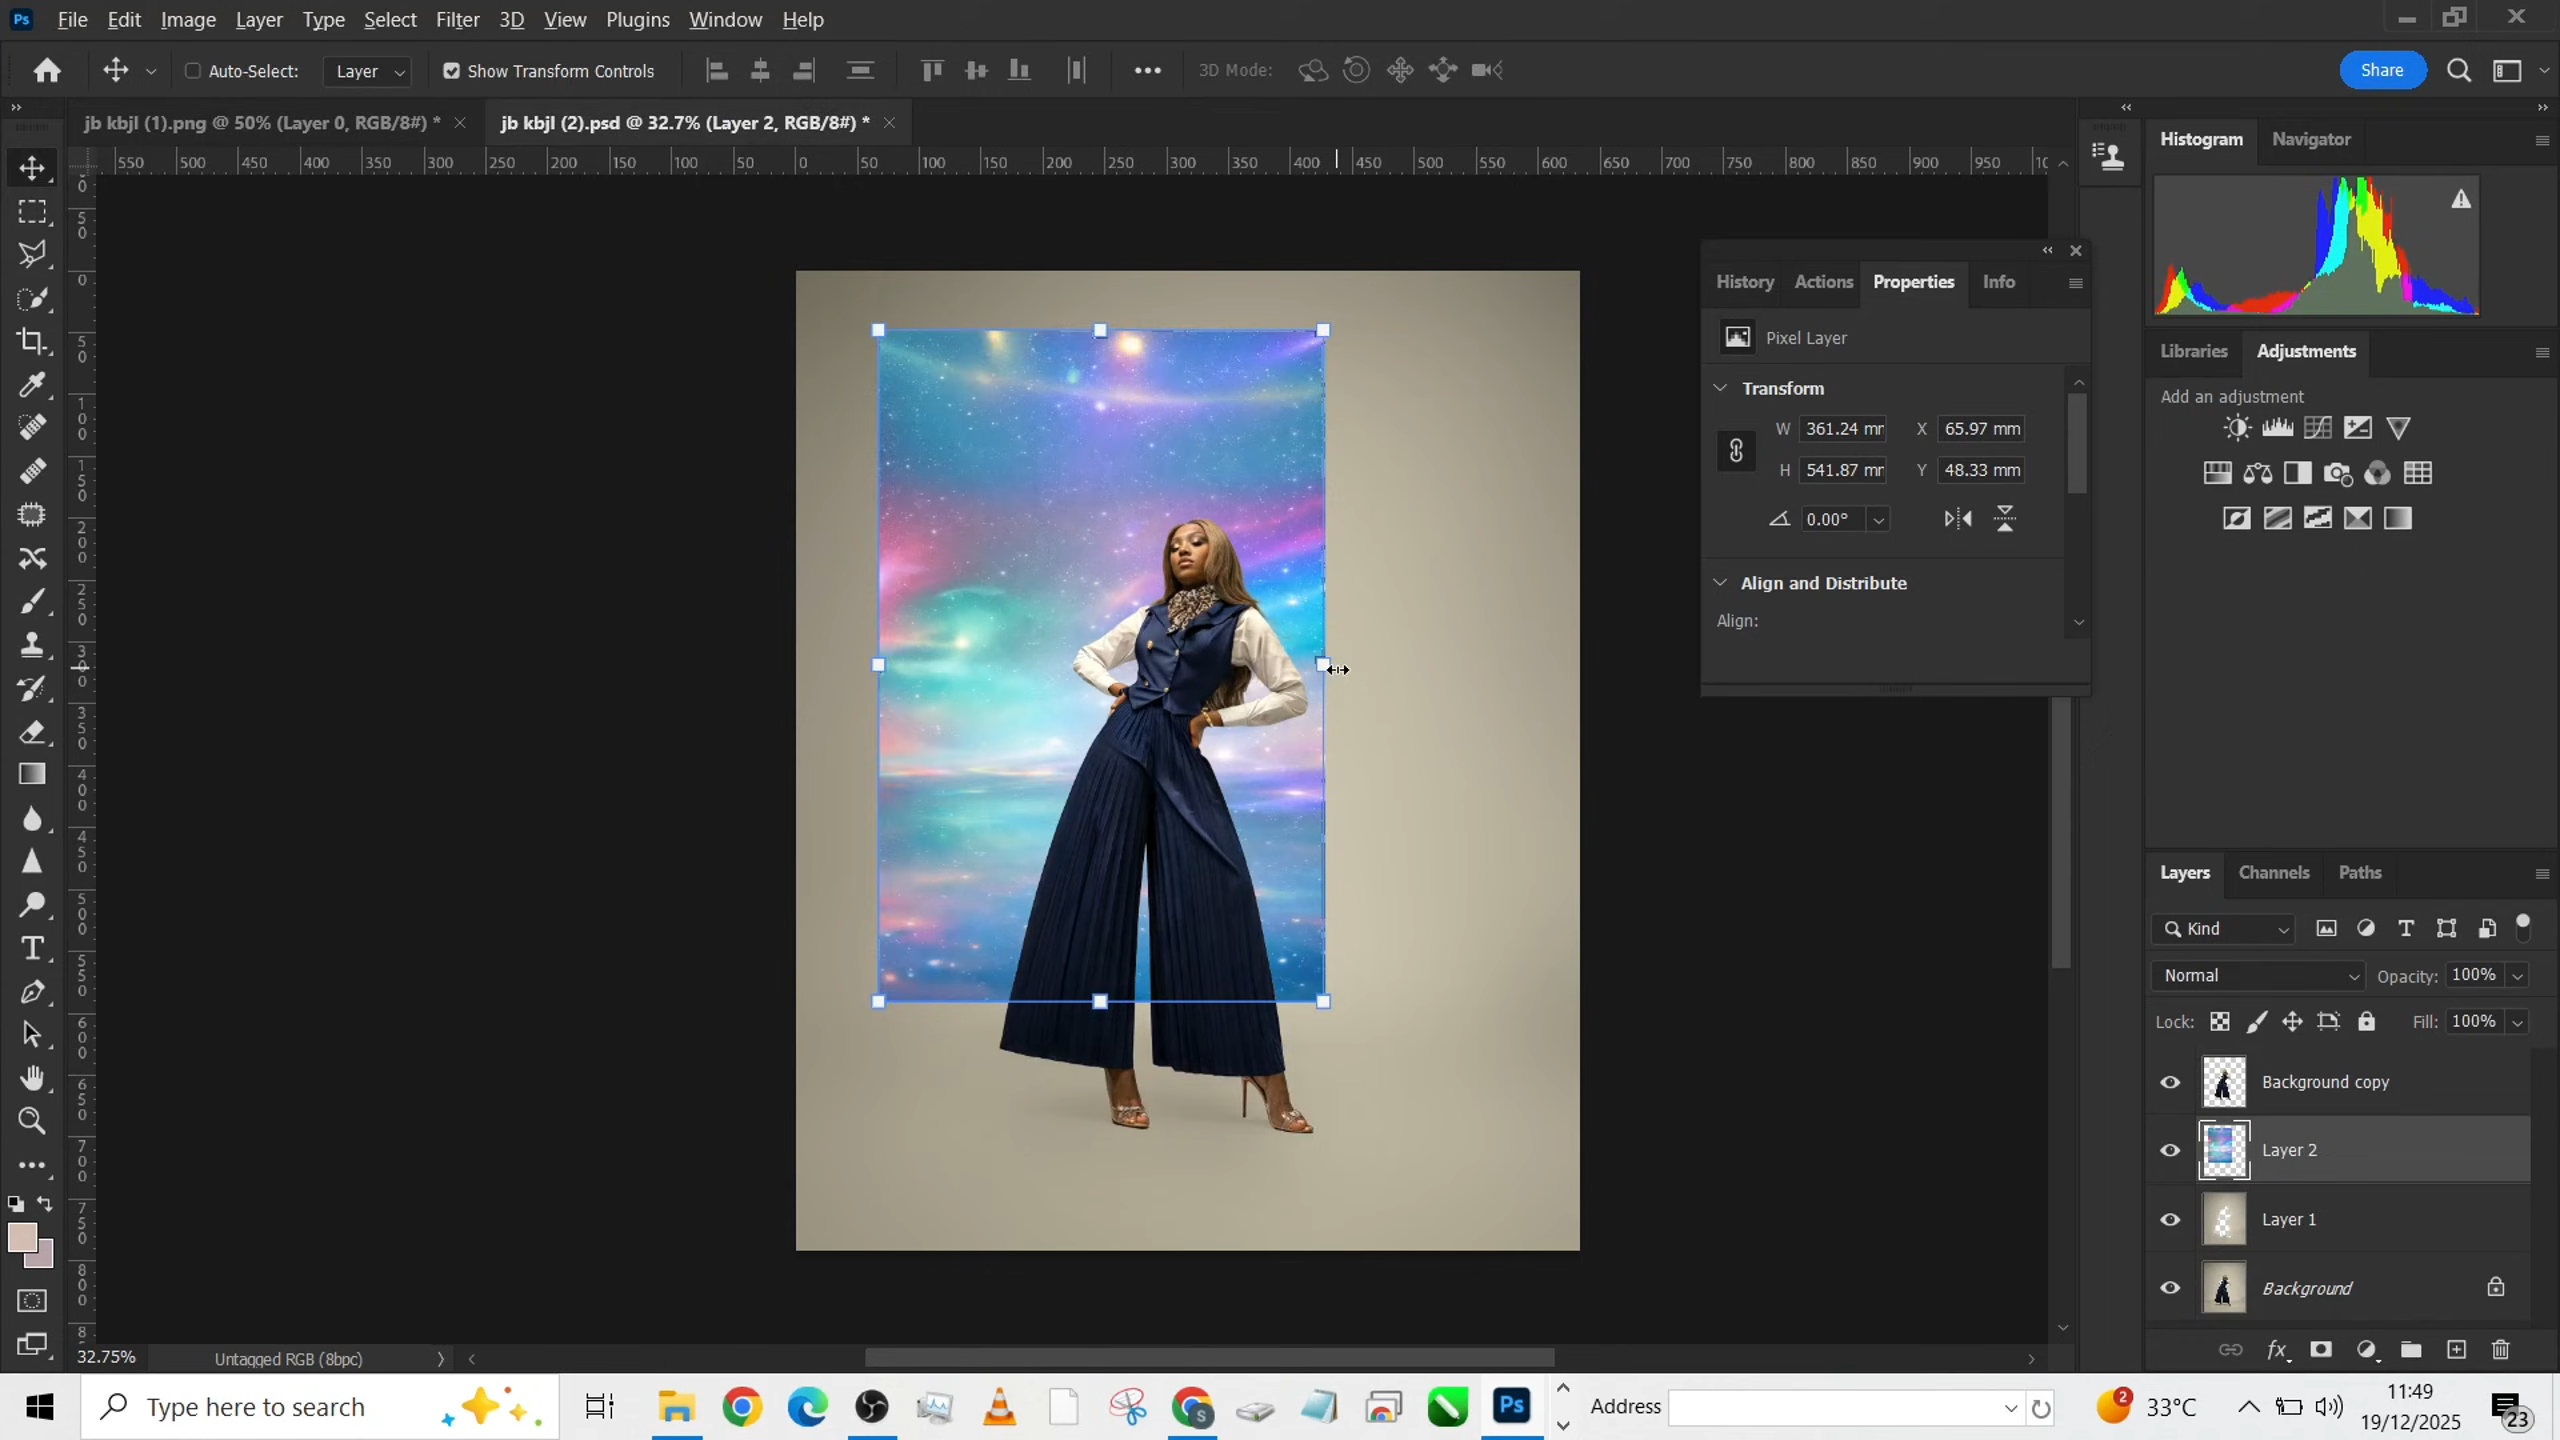 Ps File Edit Image Layer Type Select Filter 3D View Plugins Window Help
Auto-Select: Layer Show Transform Controls 3D Mode: Share
jb kbjl (1).png @ 50% (Layer 0, RGB/8#) * jb kbjl (2).psd @ 32.7% (Layer 2, RGB/8#) *
550 500 450 400 350 300 250 200 150 100 50 0 50 100 150 200 250 300 350 400 450 500 550 600 650 700 750 800 850 900 950
Histogram Navigator
History Actions Properties Info
Pixel Layer
Transform
W 361.24 X 65.97 mm
H 541.87 Y 48.33 mm
0.00°
Align and Distribute
Align:
Libraries Adjustments
Add an adjustment
Layers Channels Paths
Kind
Normal Opacity: 100%
Lock: Fill: 100%
Background copy
Layer 2
Layer 1
Background
32.75% Untagged RGB (8bpc)
Type here to search Ps Address 2 33°C 11:49
19/12/2025 23